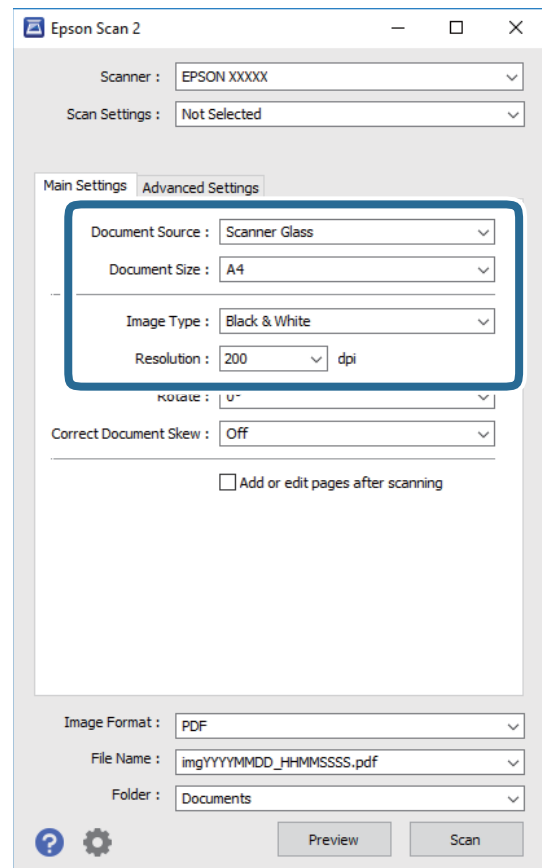 Epson Scan 2
Scanner : EPSON XXXXX
Scan Settings : Not Selected
Main Settings Advanced Settings
Document Source : Scanner Glass
Document Size : A4
Image Type : Black & White
Resolution : 200 dpi
Rotate : 0°
Correct Document Skew : Off
Add or edit pages after scanning
Image Format : PDF
File Name : imgYYYYMMDD_HHMMSSSS.pdf
Folder : Documents
? Preview Scan